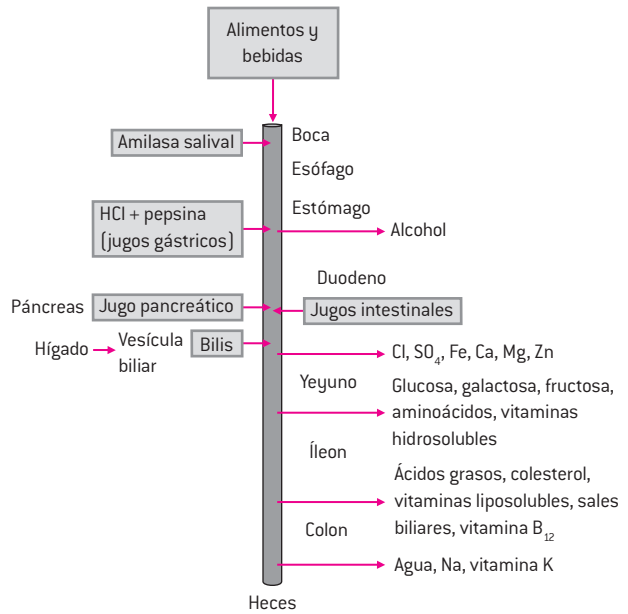 Alimentos y
bebidas
Boca
Amilasa salival
Esófago
Estómago
HCl + pepsina
(jugos gástricos)
Alcohol
Duodeno
Páncreas
Jugo pancreático
Jugos intestinales
Hígado
Vesícula
biliar
Bilis
Cl, SO₄, Fe, Ca, Mg, Zn
Yeyuno
Glucosa, galactosa, fructosa,
aminoácidos, vitaminas
hidrosolubles
Íleon
Ácidos grasos, colesterol,
vitaminas liposolubles, sales
biliares, vitamina B₁₂
Colon
Agua, Na, vitamina K
Heces